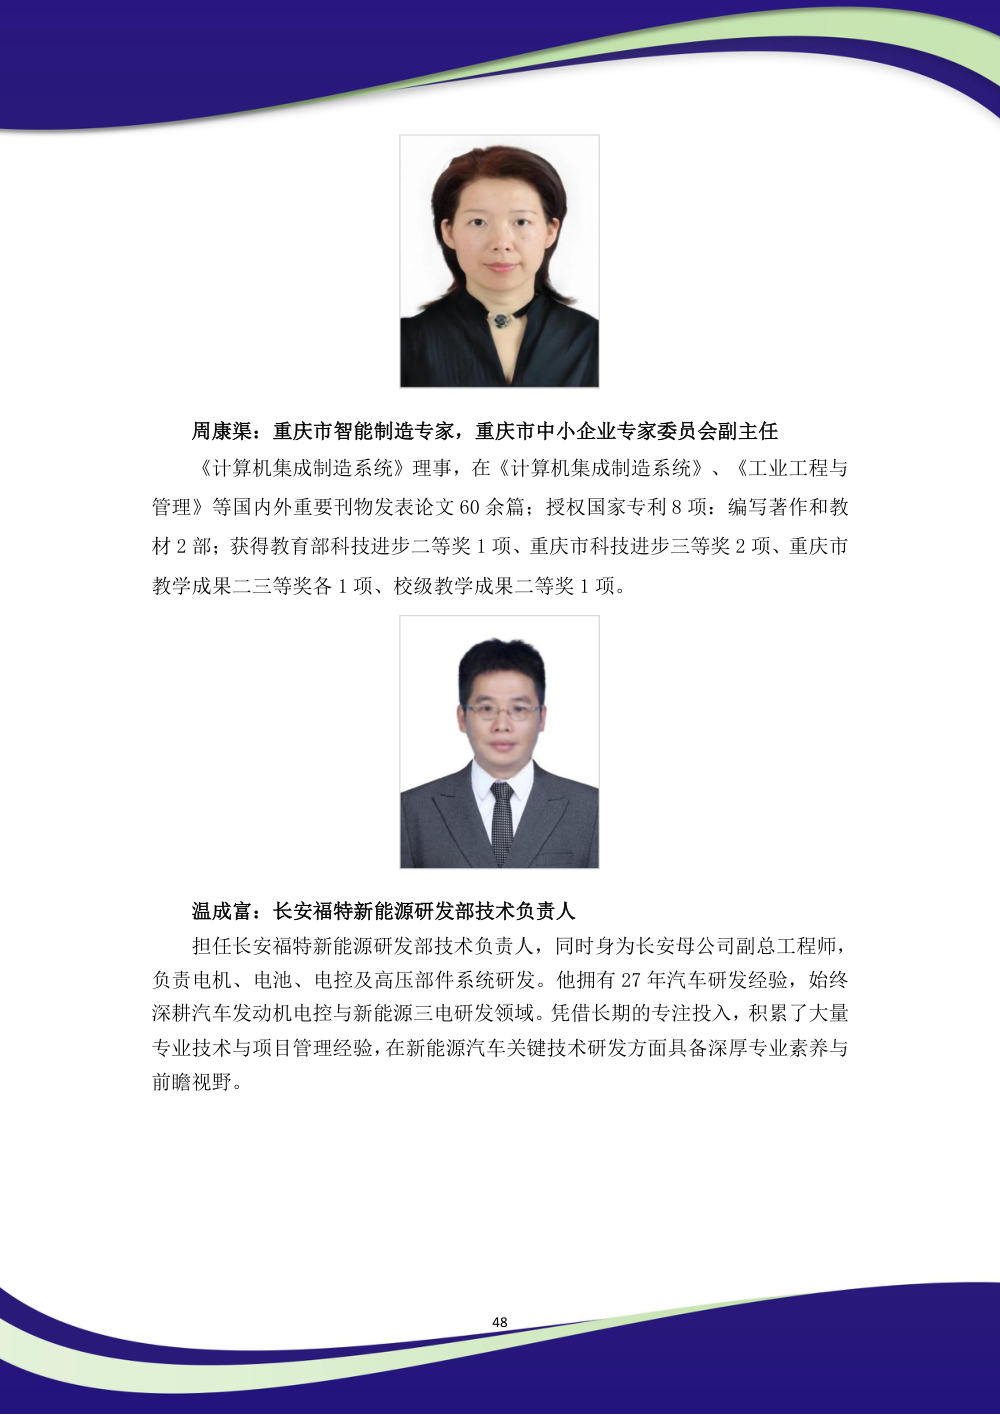 周康渠：重庆市智能制造专家，重庆市中小企业专家委员会副主任
《计算机集成制造系统》理事，在《计算机集成制造系统》、《工业工程与
管理》等国内外重要刊物发表论文 60 余篇；授权国家专利 8 项：编写著作和教
材 2 部；获得教育部科技进步二等奖 1 项、重庆市科技进步三等奖 2 项、重庆市
教学成果二三等奖各 1 项、校级教学成果二等奖 1 项。
温成富：长安福特新能源研发部技术负责人
担任长安福特新能源研发部技术负责人，同时身为长安母公司副总工程师，
负责电机、电池、电控及高压部件系统研发。他拥有 27 年汽车研发经验，始终
深耕汽车发动机电控与新能源三电研发领域。凭借长期的专注投入，积累了大量
专业技术与项目管理经验，在新能源汽车关键技术研发方面具备深厚专业素养与
前瞻视野。
48